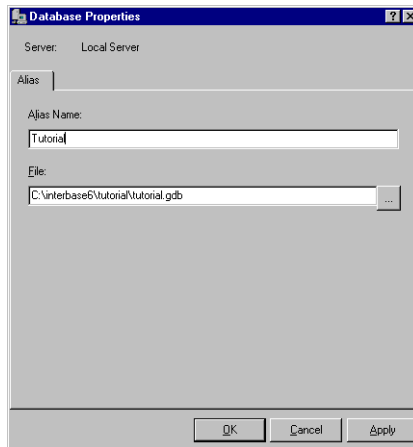 Database Properties
Server: Local Server
Alias
Alias Name:
Tutorial
File:
C:\interbase6\tutorial\tutorial.gdb
...
OK Cancel Apply